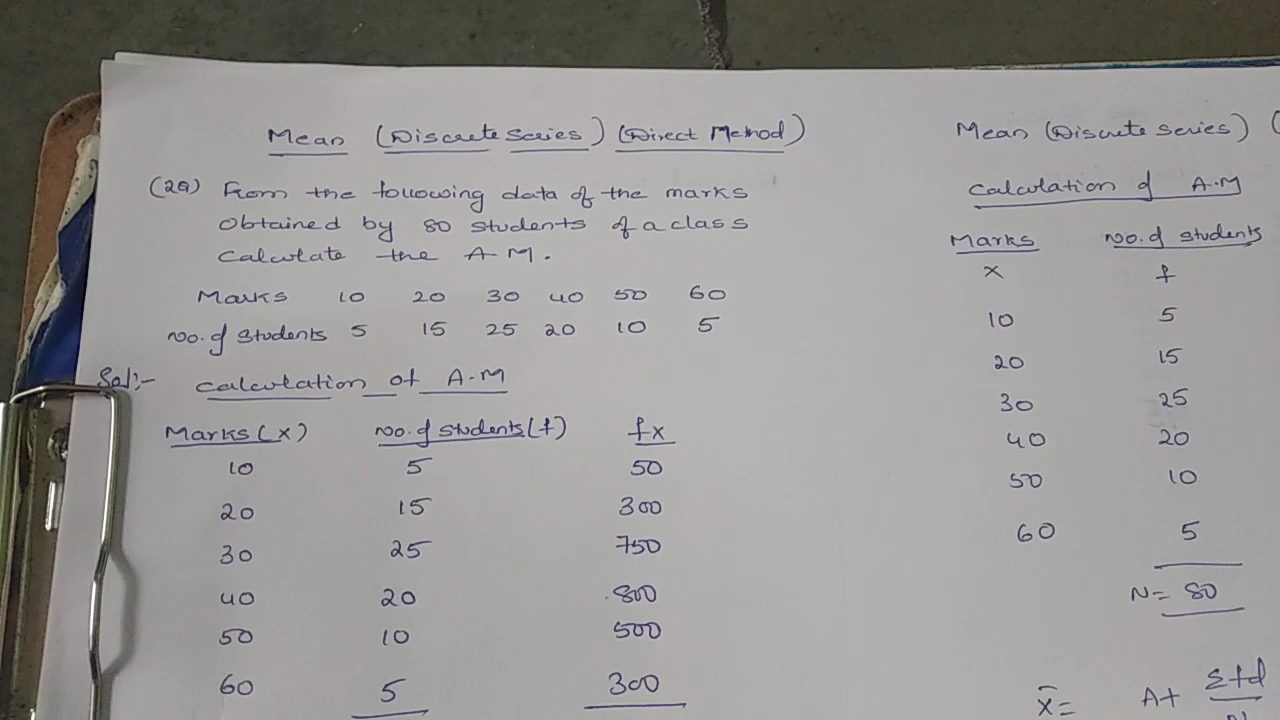 Mean (Discrete Series) (Direct Method)
(2Q) From the following data of the marks
obtained by 80 students of a class
Calculate the A.M.
Marks 10 20 30 40 50 60
No. of students 5 15 25 20 10 5
Sol:- Calculation of A.M
Marks (X) No. of students (f) fx
10 5 50
20 15 300
30 25 750
40 20 800
50 10 500
60 5 300
Mean (Discrete series) (
Calculation of A.M
Marks No. of students
X f
10 5
20 15
30 25
40 20
50 10
60 5
N= 80
x̄= A+ Σfd
N